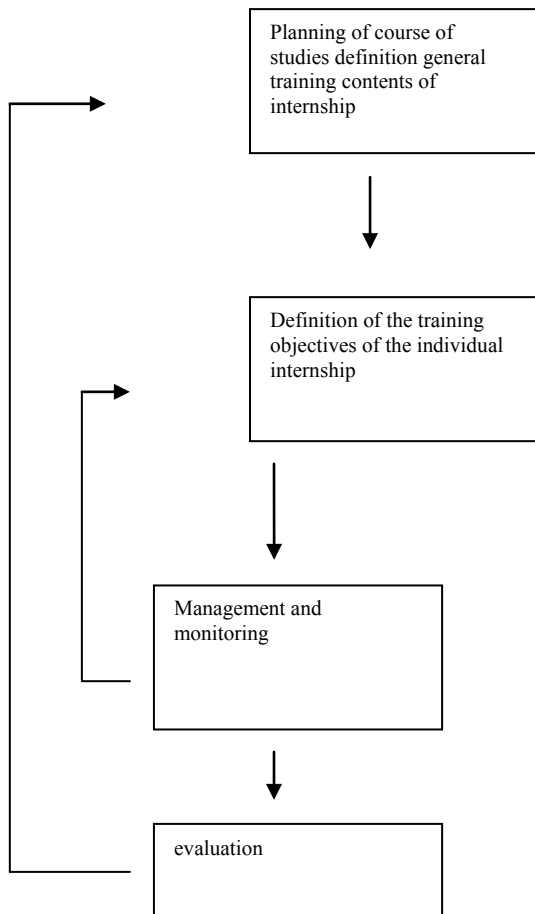 Planning of course of
studies definition general
training contents of
internship
Definition of the training
objectives of the individual
internship
Management and
monitoring
evaluation